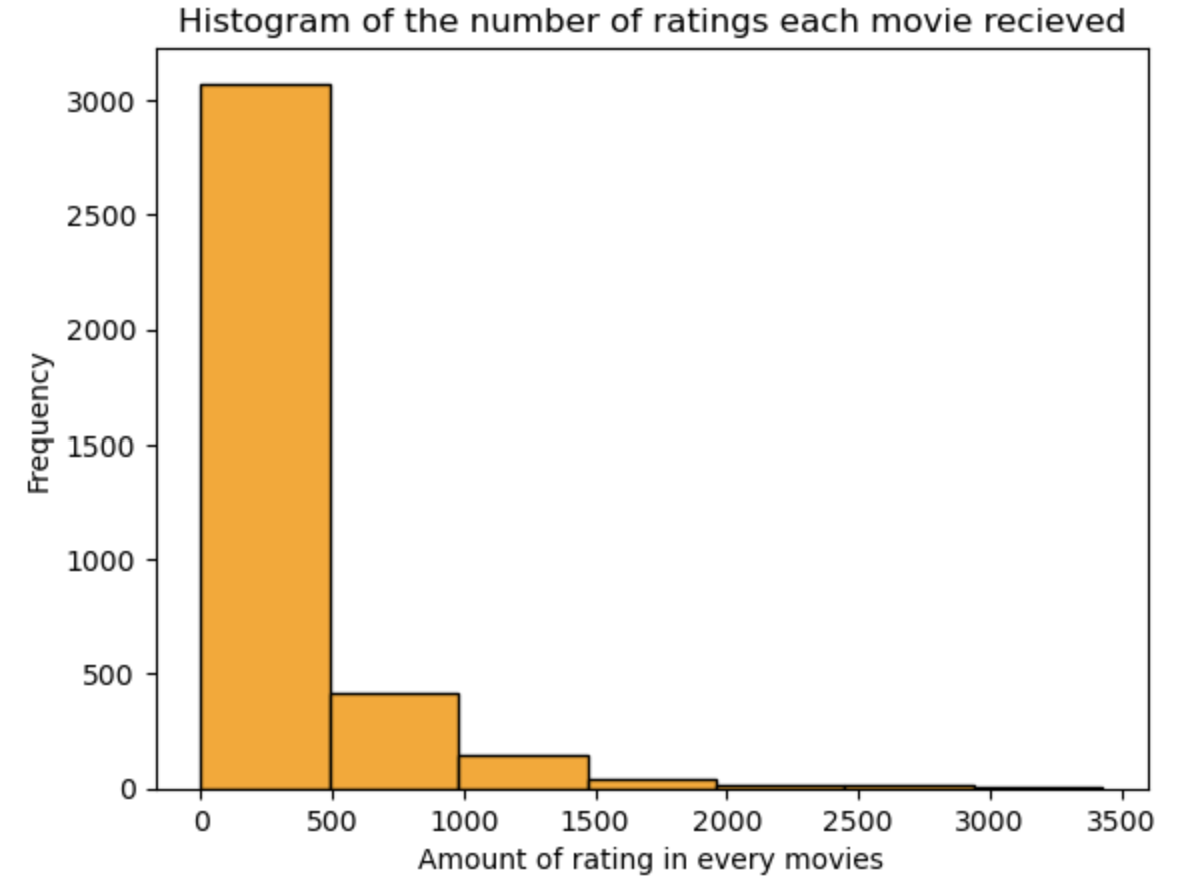 Histogram of the number of ratings each movie recieved
3000
2500
2000
1500
1000
500
0
Frequency
0 500 1000 1500 2000 2500 3000 3500
Amount of rating in every movies